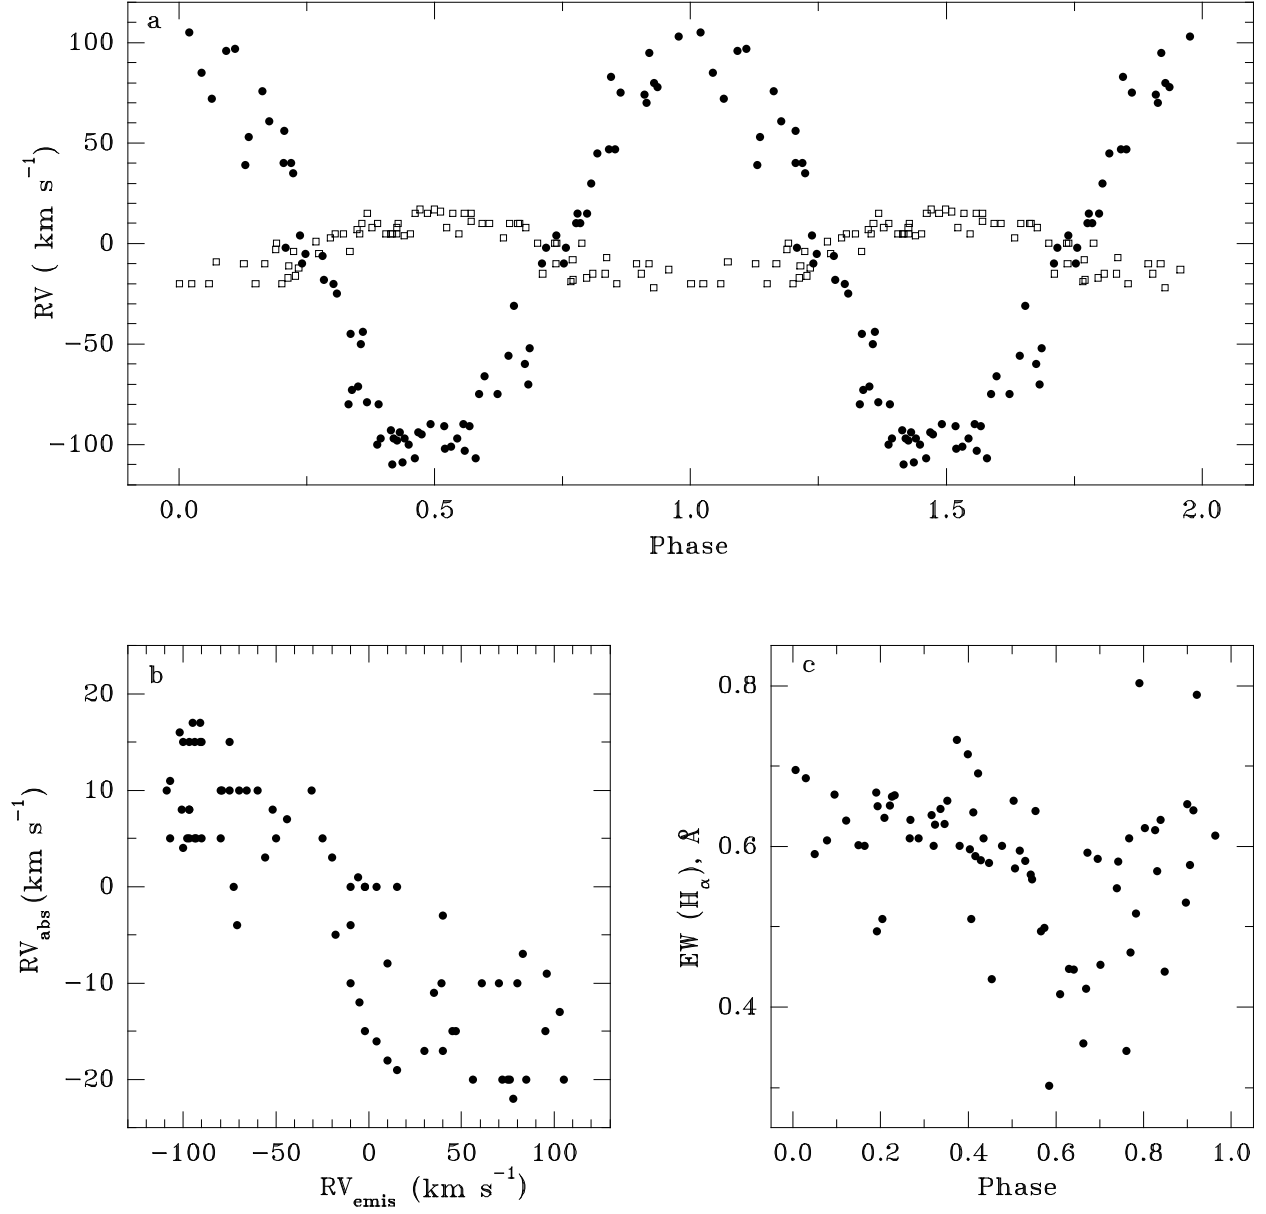 a
100
50
0
−50
−100
RV ( km s−1)
0.0 0.5 1.0 1.5 2.0
Phase
b
20
10
0
−10
−20
RVabs(km s−1)
−100 −50 0 50 100
RVemis (km s−1)
c
0.8
0.6
0.4
EW (Hα), Å
0.0 0.2 0.4 0.6 0.8 1.0
Phase